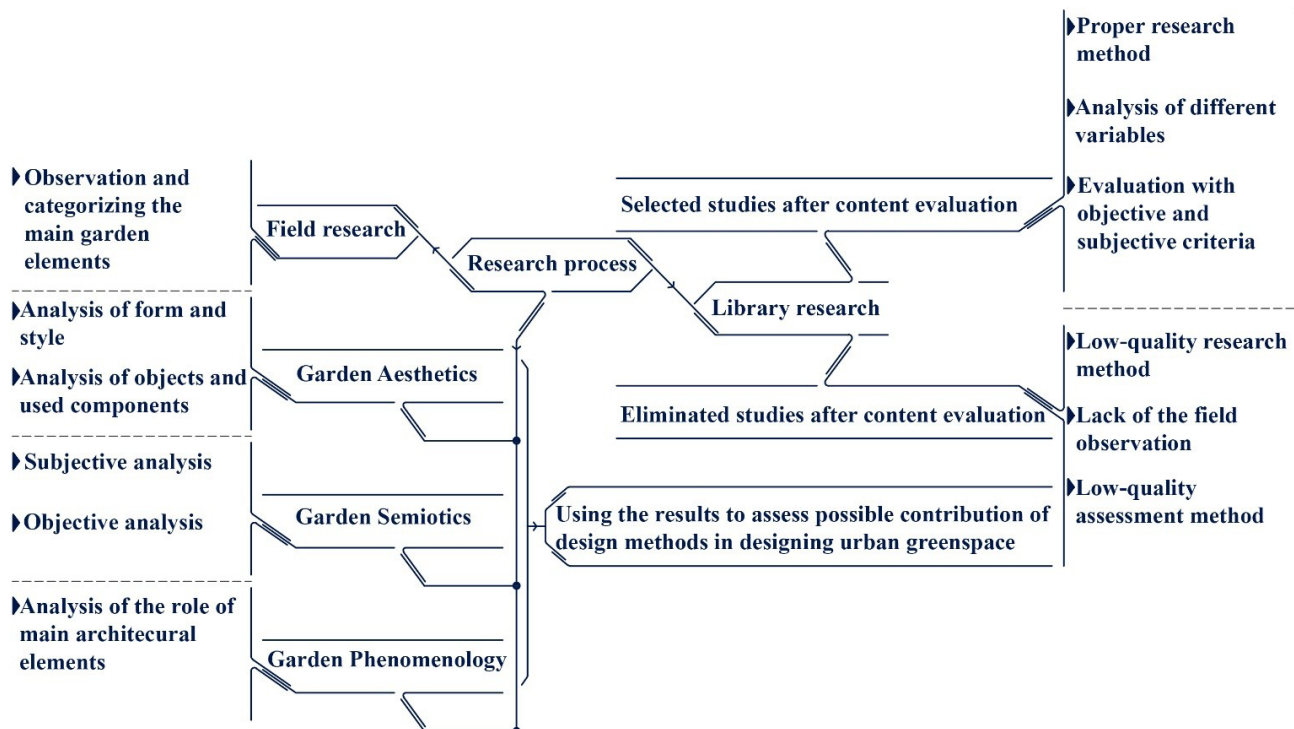 Proper research
method
Analysis of different
variables
Evaluation with
objective and
subjective criteria
Observation and
categorizing the
main garden
elements
Field research
Research process
Selected studies after content evaluation
Library research
Analysis of form and
style
Analysis of objects and
used components
Garden Aesthetics
Eliminated studies after content evaluation
Low-quality research
method
Lack of the field
observation
Low-quality
assessment method
Subjective analysis
Objective analysis
Garden Semiotics
Using the results to assess possible contribution of
design methods in designing urban greenspace
Analysis of the role of
main architecural
elements
Garden Phenomenology